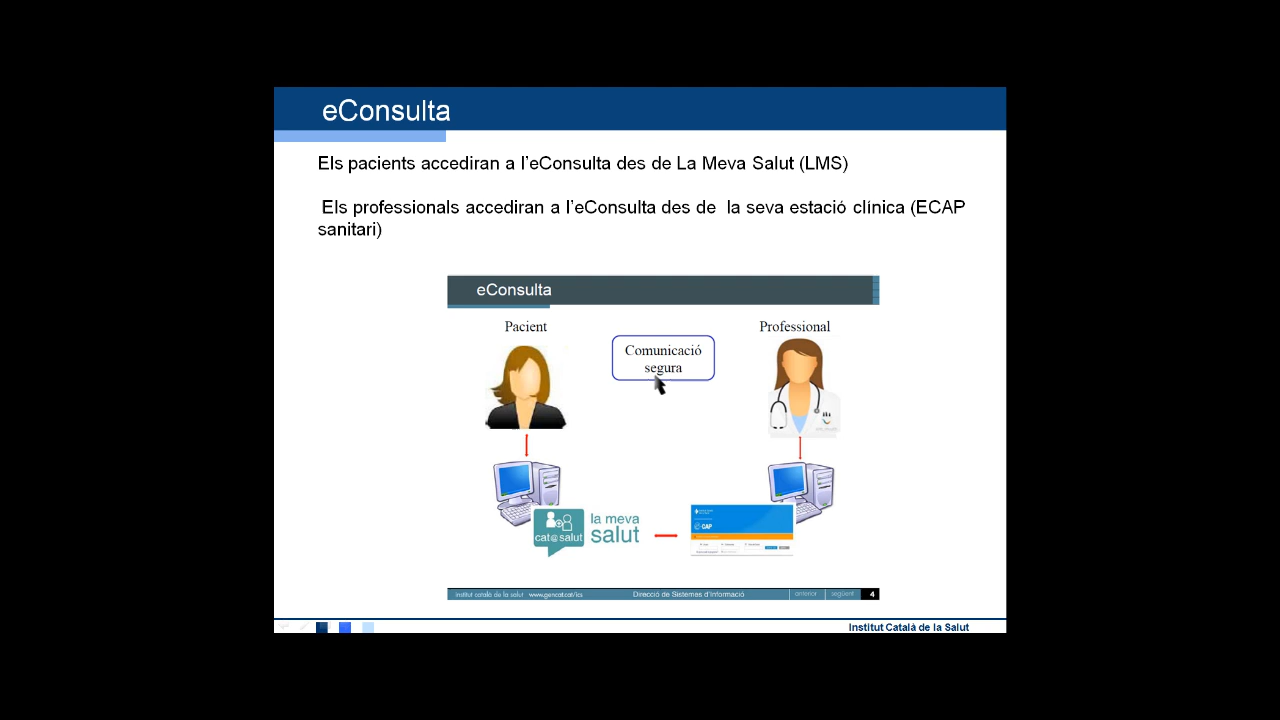 eConsulta
Els pacients accediran a l'eConsulta des de La Meva Salut (LMS)
Els professionals accediran a l'eConsulta des de la seva estació clínica (ECAP
sanitari)
eConsulta
Pacient
Professional
Comunicació
segura
cat@salut
la meva
salut
CAP
institut català de la salut www.gencat.cat/ics
Direcció de Sistemes d'Informació
anterior
següent
4
Institut Català de la Salut